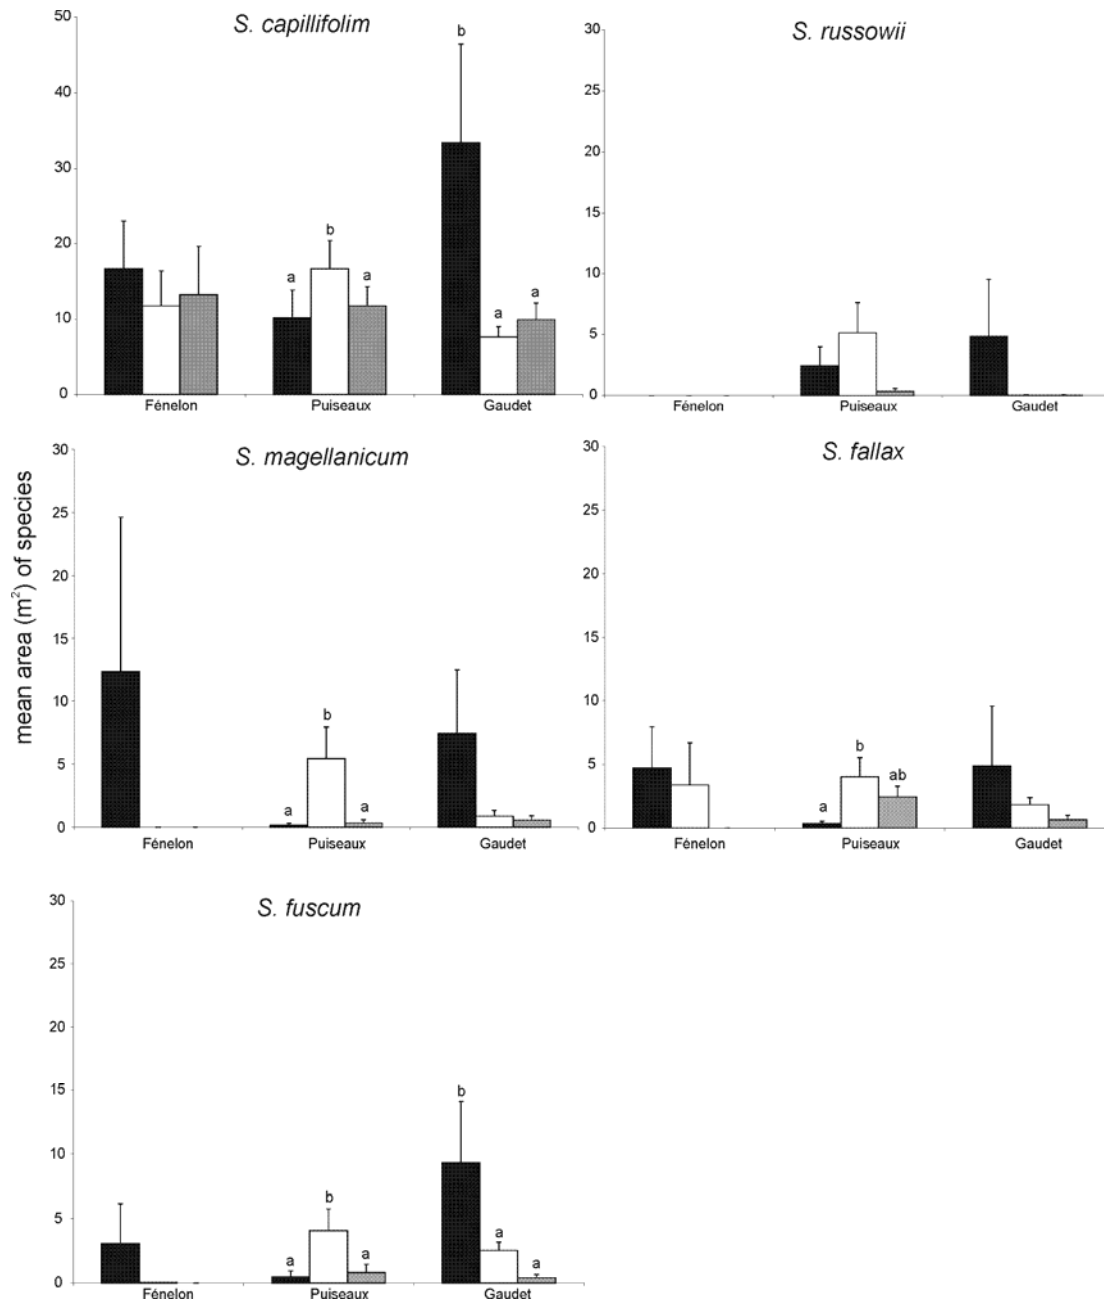 S. capillifolim
50
40
30
20
10
0
b
a
b
a
b
a
a
Fénelon Puiseaux Gaudet
S. russowii
30
25
20
15
10
5
0
Fénelon Puiseaux Gaudet
mean area (m²) of species
S. magellanicum
30
25
20
15
10
5
0
a
b
a
Fénelon Puiseaux Gaudet
S. fallax
30
25
20
15
10
5
0
a
b
ab
Fénelon Puiseaux Gaudet
S. fuscum
30
25
20
15
10
5
0
a
b
a
b
a
a
Fénelon Puiseaux Gaudet